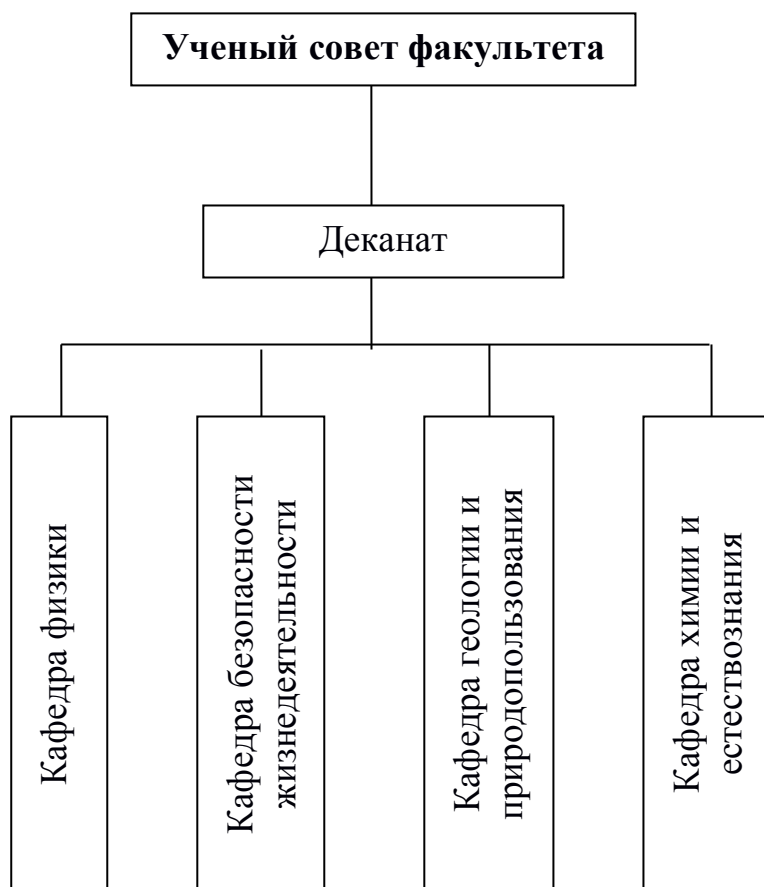 Ученый совет факультета
Деканат
Кафедра физики
Кафедра безопасности
жизнедеятельности
Кафедра геологии и
природопользования
Кафедра химии и
естествознания